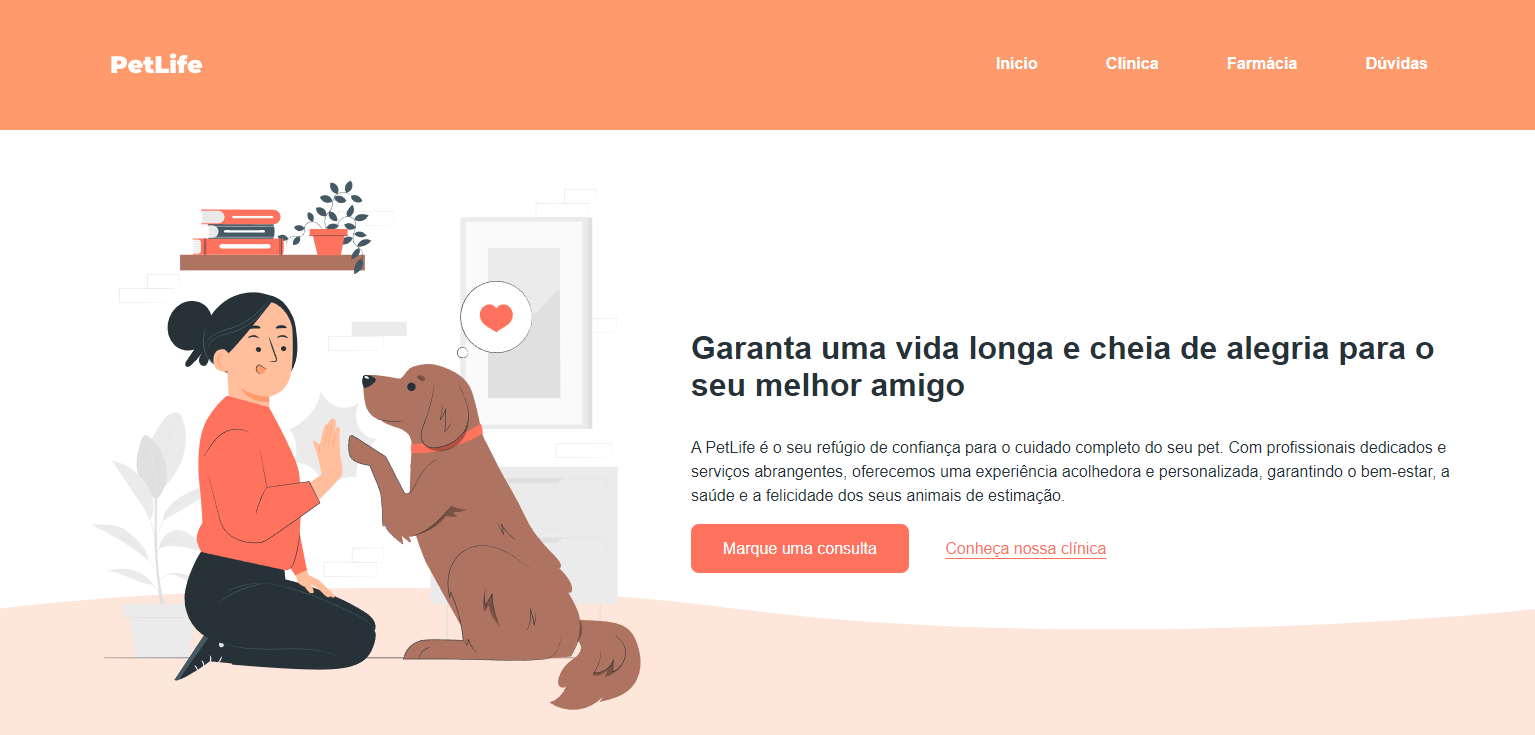 PetLife
Início
Clínica
Farmácia
Dúvidas
Garanta uma vida longa e cheia de alegria para o
seu melhor amigo
A PetLife é o seu refúgio de confiança para o cuidado completo do seu pet. Com profissionais dedicados e
serviços abrangentes, oferecemos uma experiência acolhedora e personalizada, garantindo o bem-estar, a
saúde e a felicidade dos seus animais de estimação.
Marque uma consulta
Conheça nossa clínica